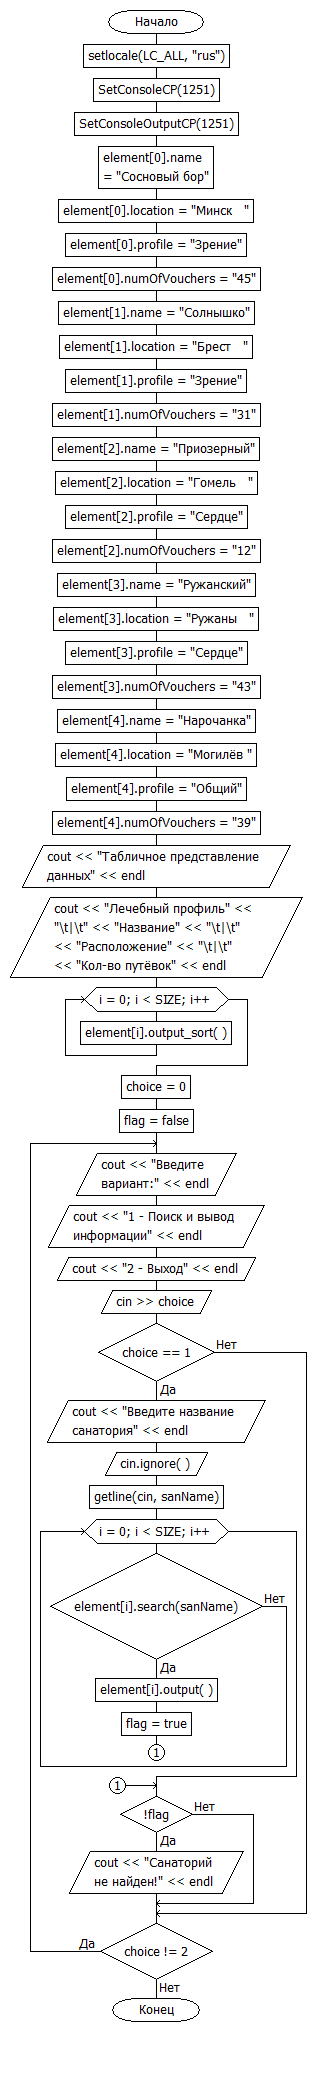 Начало
setlocale(LC_ALL, "rus")
SetConsoleCP(1251)
SetConsoleOutputCP(1251)
element[0].name
= "Сосновый бор"
element[0].location = "Минск   "
element[0].profile = "Зрение"
element[0].numOfVouchers = "45"
element[1].name = "Солнышко"
element[1].location = "Брест   "
element[1].profile = "Зрение"
element[1].numOfVouchers = "31"
element[2].name = "Приозерный"
element[2].location = "Гомель   "
element[2].profile = "Сердце"
element[2].numOfVouchers = "12"
element[3].name = "Ружанский"
element[3].location = "Ружаны   "
element[3].profile = "Сердце"
element[3].numOfVouchers = "43"
element[4].name = "Нарочанка"
element[4].location = "Могилёв "
element[4].profile = "Общий"
element[4].numOfVouchers = "39"
cout << "Табличное представление
данных" << endl
cout << "Лечебный профиль" <<
"\t|\t" << "Название" << "\t|\t"
<< "Расположение" << "\t|\t"
<< "Кол-во путёвок" << endl
i = 0; i < SIZE; i++
element[i].output_sort( )
choice = 0
flag = false
cout << "Введите
вариант:" << endl
cout << "1 - Поиск и вывод
информации" << endl
cout << "2 - Выход" << endl
cin >> choice
choice == 1
Нет
Да
cout << "Введите название
санатория" << endl
cin.ignore( )
getline(cin, sanName)
i = 0; i < SIZE; i++
element[i].search(sanName)
Нет
Да
element[i].output( )
flag = true
1
1
!flag
Нет
Да
cout << "Санаторий
не найден!" << endl
Да
choice != 2
Нет
Конец